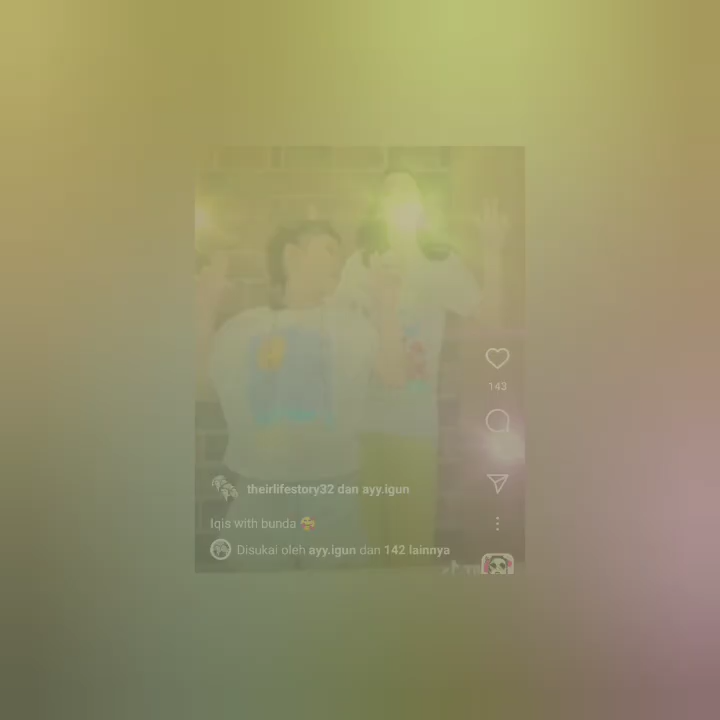 143
theirlifestory32 dan ayy.igun
Iqis with bunda 🥰
Disukai oleh ayy.igun dan 142 lainnya